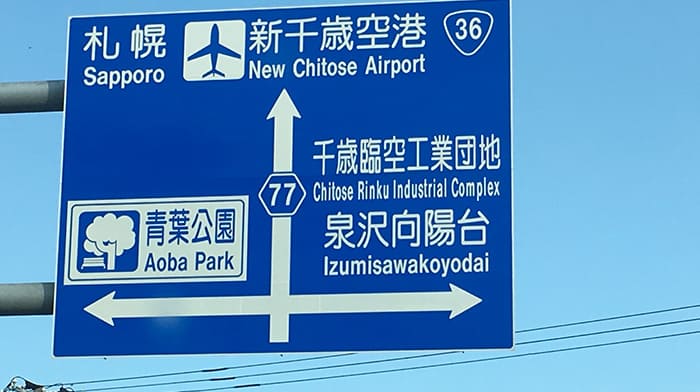 札幌
Sapporo
新千歳空港
New Chitose Airport
36
千歳臨空工業団地
Chitose Rinku Industrial Complex
77
青葉公園
Aoba Park
泉沢向陽台
Izumisawakoyodai